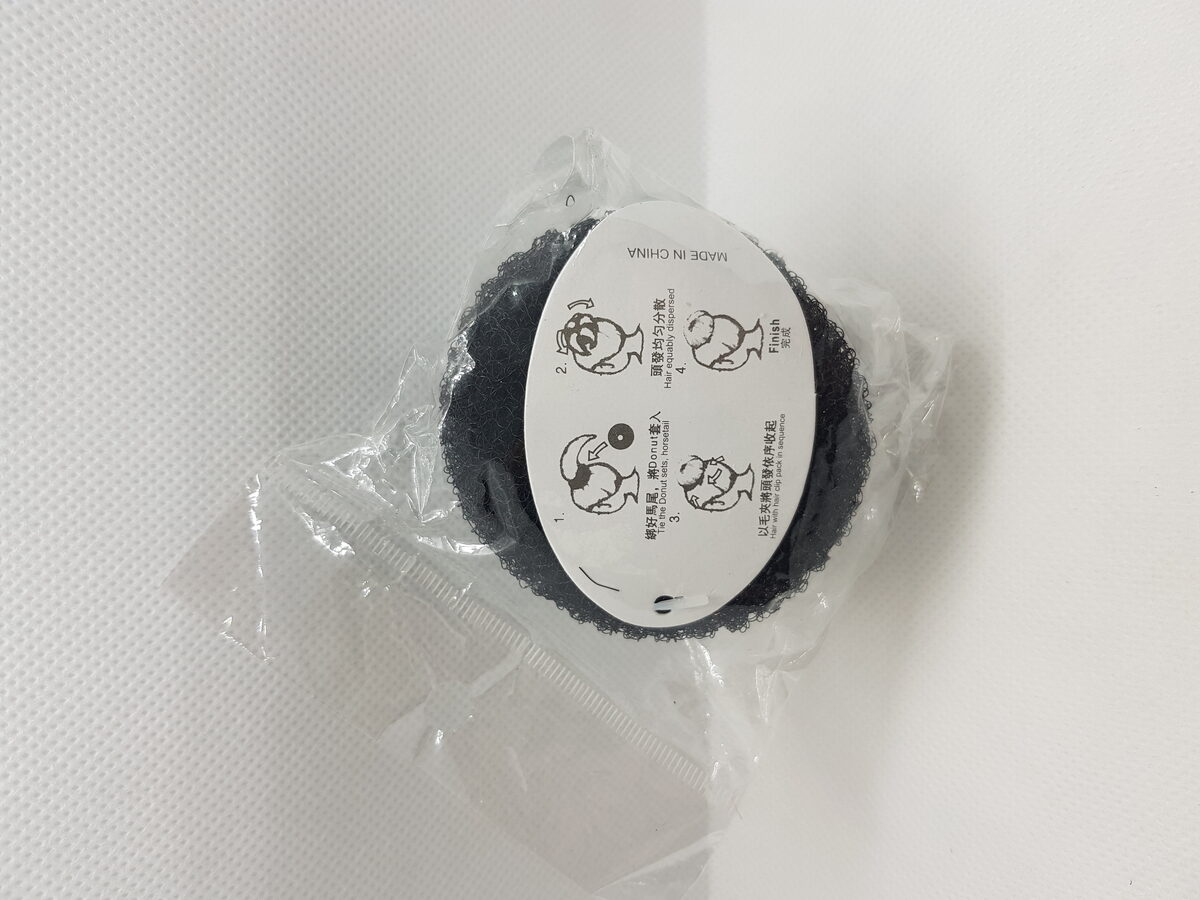 1.
綁好馬尾，將Donut套入
Tie the Donut sets, horsetail
2.
頭發均勻分散
Hair equably dispersed
3.
以毛夾將頭發依序收起
Hair with hair clip pack in sequence
4.
Finish
完成
MADE IN CHINA